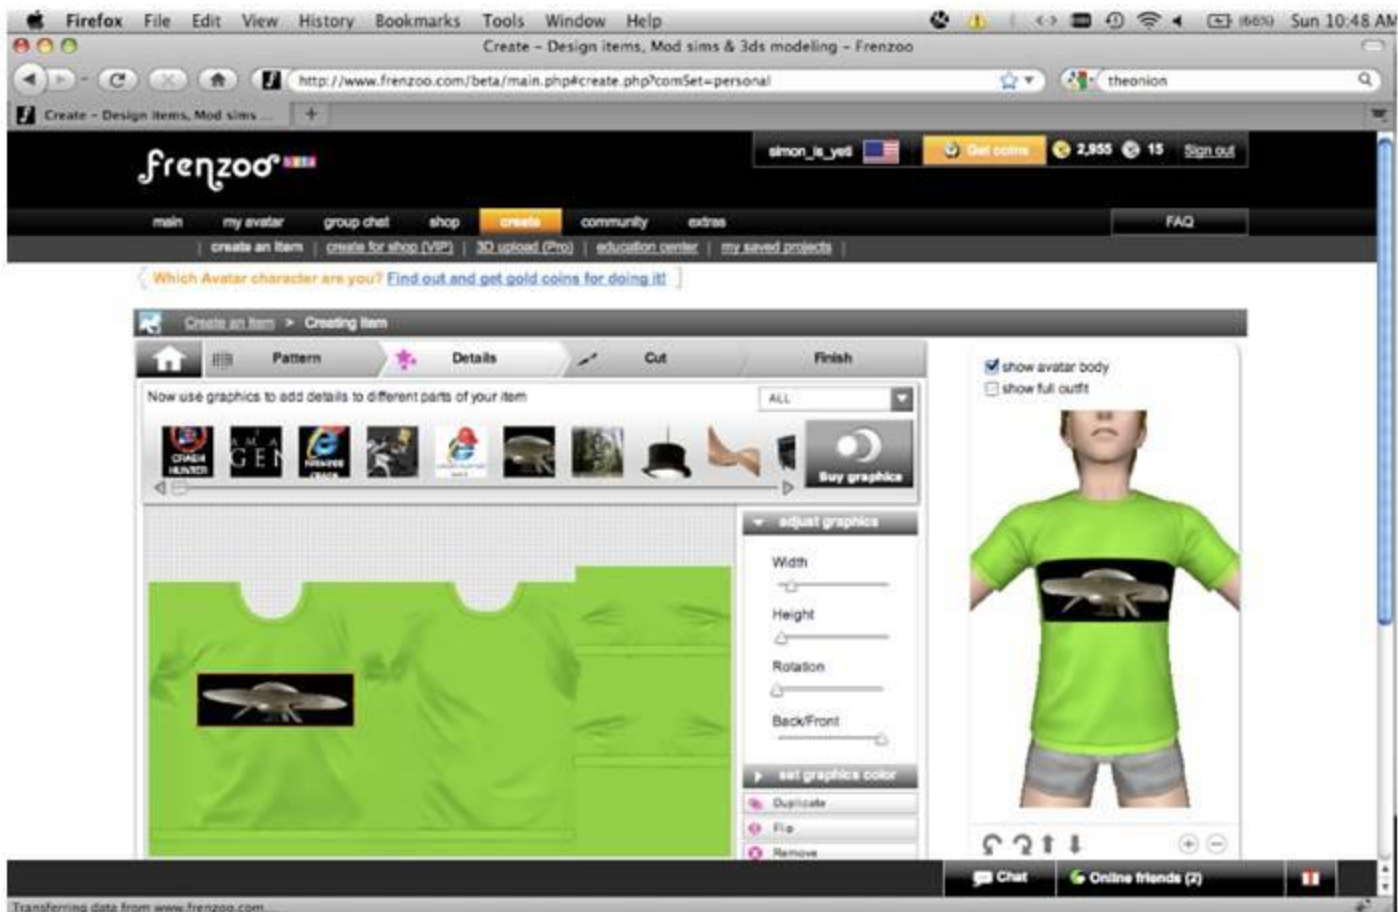 Firefox File Edit View History Bookmarks Tools Window Help (66%) Sun 10:48 AM
Create – Design items, Mod sims & 3ds modeling – Frenzoo
http://www.frenzoo.com/beta/main.php#create.php?comSet=personal theonion
Create – Design items, Mod sims ...
frenzoo beta simon_is_yeti Get coins 2,955 15 Sign out
main my avatar group chat shop create community extras FAQ
create an item | create for shop (VIP) | 3D upload (Pro) | education center | my saved projects |
Which Avatar character are you? Find out and get gold coins for doing it!
Create an item > Creating item
Pattern Details Cut Finish
show avatar body
show full outfit
Now use graphics to add details to different parts of your item ALL
CRASH
HUNTER
Buy graphics
adjust graphics
Width
Height
Rotation
Back/Front
set graphics color
Duplicate
Flip
Remove
Chat Online friends (2)
Transferring data from www.frenzoo.com...